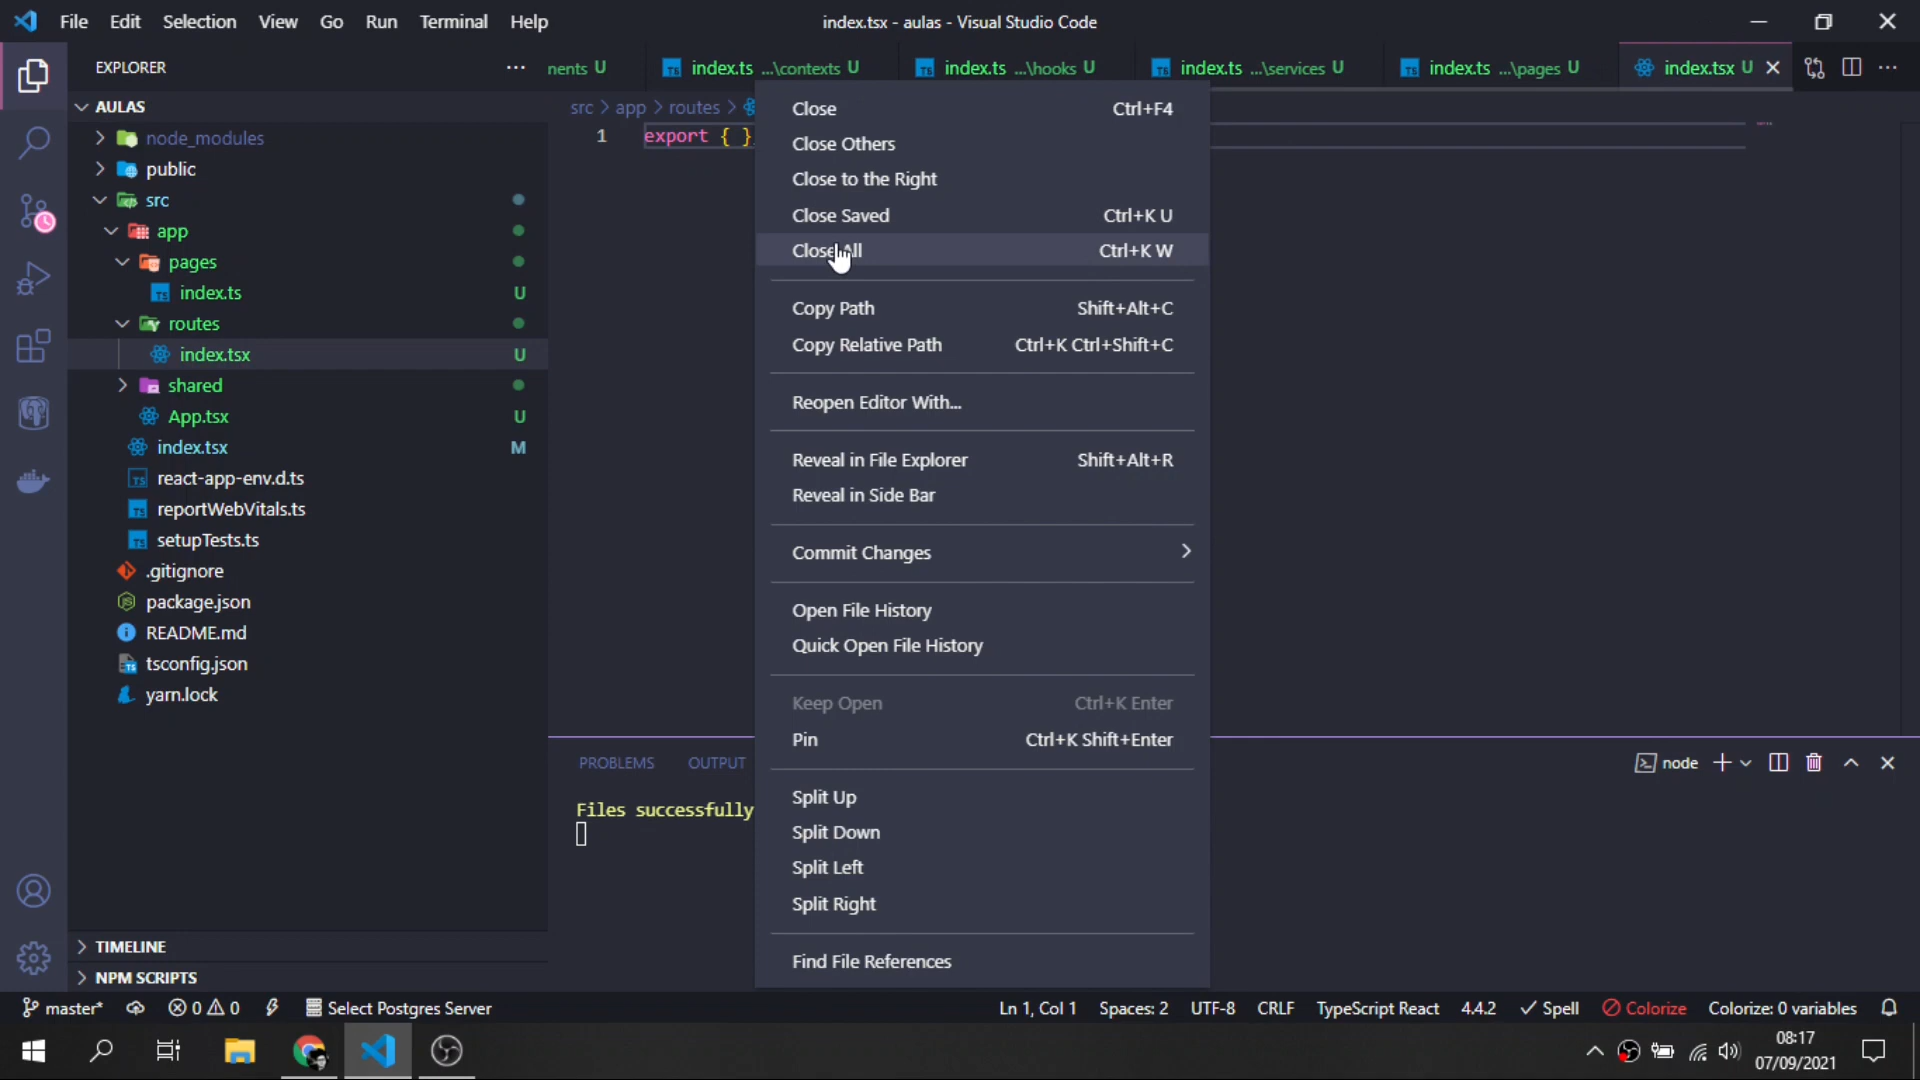 File Edit Selection View Go Run Terminal Help
index.tsx - aulas - Visual Studio Code
EXPLORER
nents U
index.ts ...\contexts U
index.ts ...\hooks U
index.ts ...\services U
index.ts ...\pages U
index.tsx U
AULAS
node_modules
public
src
app
pages
index.ts U
routes
index.tsx U
shared
App.tsx U
index.tsx M
react-app-env.d.ts
reportWebVitals.ts
setupTests.ts
.gitignore
package.json
README.md
tsconfig.json
yarn.lock
TIMELINE
NPM SCRIPTS
src > app > routes >
1 export { }
Close Ctrl+F4
Close Others
Close to the Right
Close Saved Ctrl+K U
Close All Ctrl+K W
Copy Path Shift+Alt+C
Copy Relative Path Ctrl+K Ctrl+Shift+C
Reopen Editor With...
Reveal in File Explorer Shift+Alt+R
Reveal in Side Bar
Commit Changes
Open File History
Quick Open File History
Keep Open Ctrl+K Enter
Pin Ctrl+K Shift+Enter
Split Up
Split Down
Split Left
Split Right
Find File References
PROBLEMS OUTPUT
node
Files successfully
master* 0 0 Select Postgres Server
Ln 1, Col 1 Spaces: 2 UTF-8 CRLF TypeScript React 4.4.2 Spell Colorize Colorize: 0 variables
08:17
07/09/2021